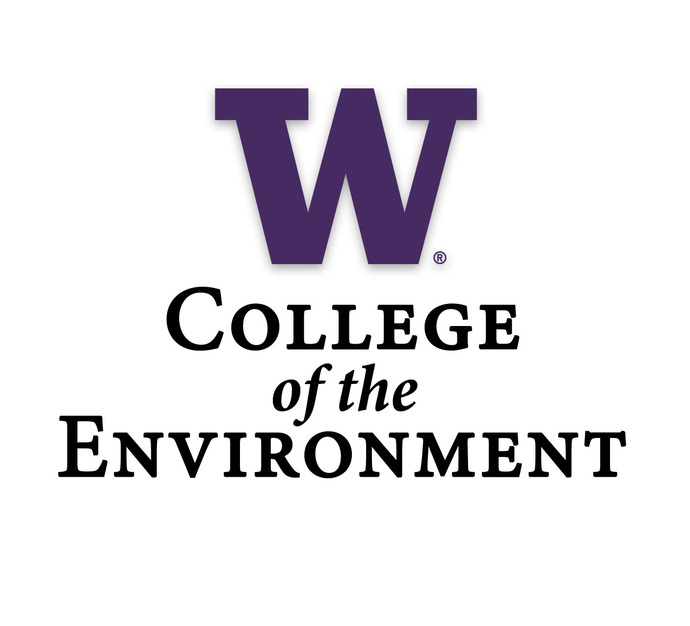 W®
College
of the
Environment